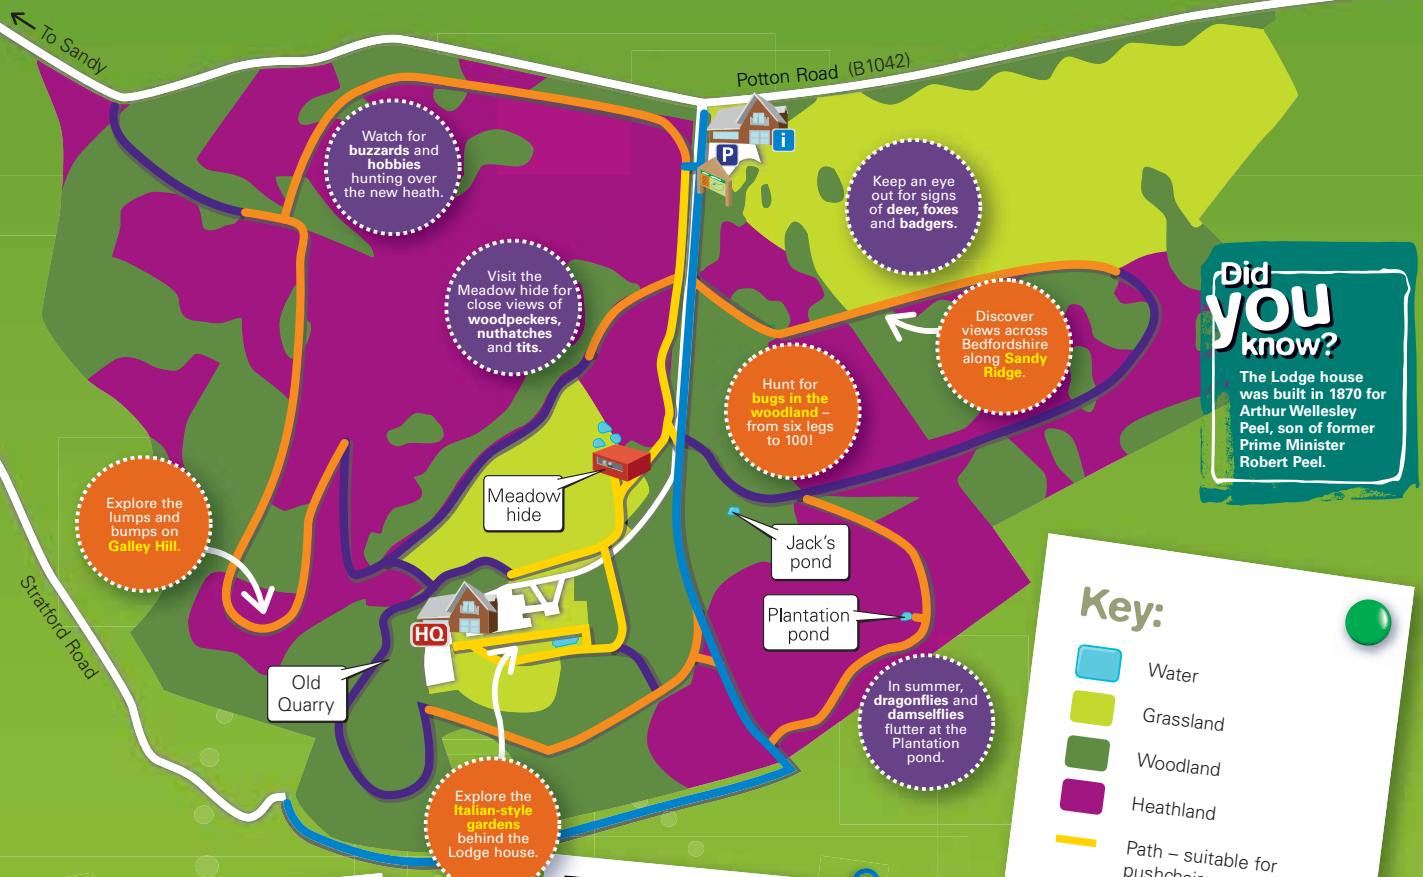 To Sandy
Potton Road (B1042)
i
P
Watch for
buzzards and
hobbies
hunting over
the new heath.
Keep an eye
out for signs
of deer, foxes
and badgers.
Visit the
Meadow hide for
close views of
woodpeckers,
nuthatches
and tits.
Discover
views across
Bedfordshire
along Sandy
Ridge.
Did
you
know?
The Lodge house
was built in 1870 for
Arthur Wellesley
Peel, son of former
Prime Minister
Robert Peel.
Hunt for
bugs in the
woodland –
from six legs
to 100!
Explore the
lumps and
bumps on
Galley Hill.
Meadow
hide
Jack's
pond
Plantation
pond
Stratford Road
HQ
Old
Quarry
In summer,
dragonflies and
damselflies
flutter at the
Plantation
pond.
Explore the
Italian-style
gardens
behind the
Lodge house.
Key:
Water
Grassland
Woodland
Heathland
Path – suitable for